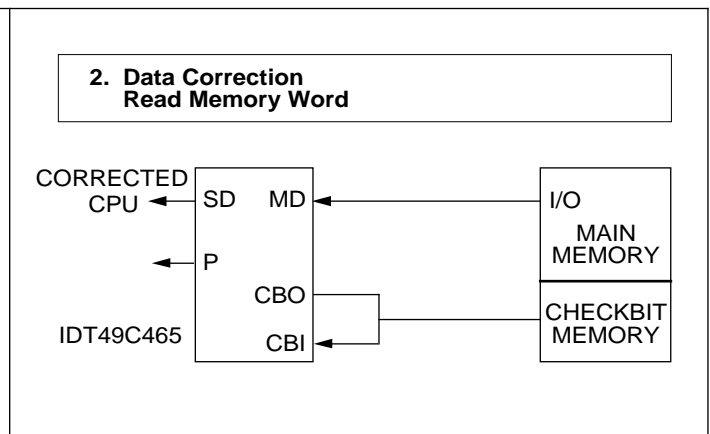 2. Data Correction
Read Memory Word
CORRECTED
CPU
SD
MD
I/O
MAIN
MEMORY
P
CBO
CHECKBIT
MEMORY
IDT49C465
CBI